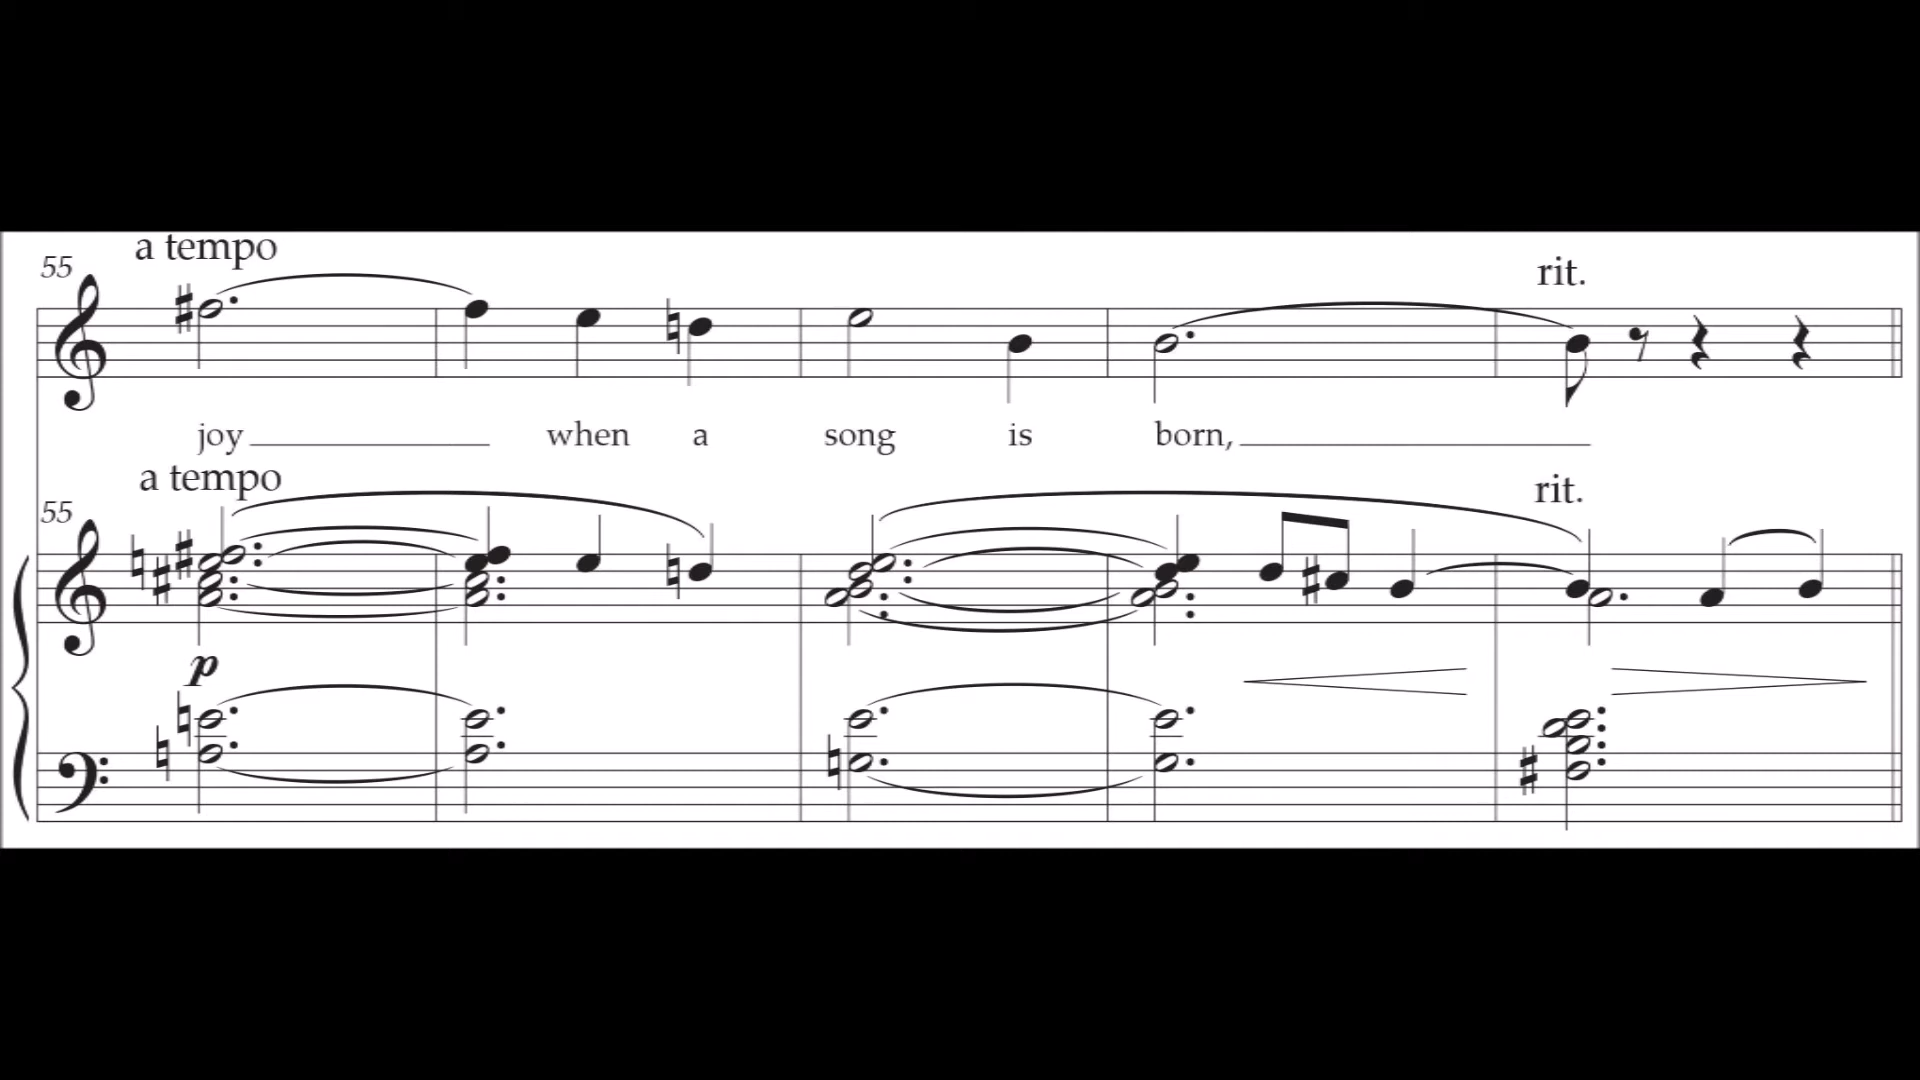 a tempo
55
rit.
joy when a song is born,
a tempo
55
rit.
p